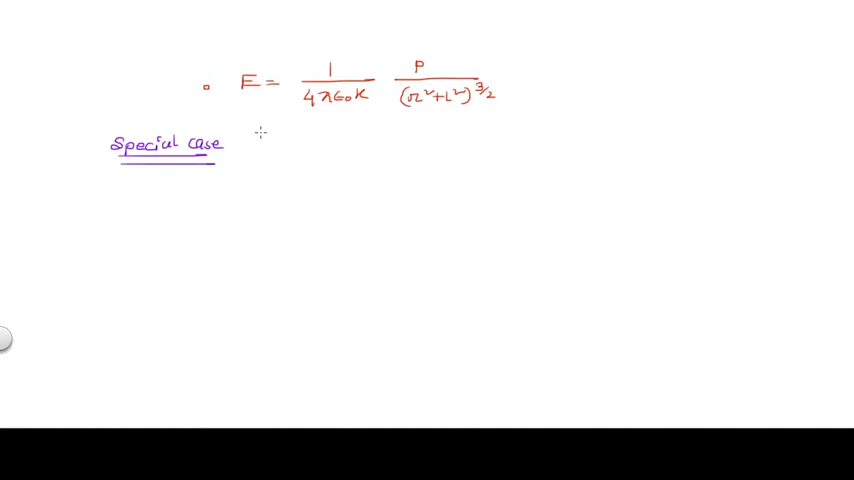 E = 1 / 4πε₀K P / (r²+l²)^3/2
Special case